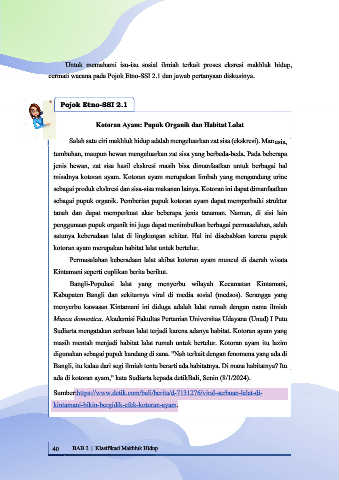 Untuk memahami isu-isu sosial ilmiah terkait proses eksresi makhluk hidup,
cermati wacana pada Pojok Etno-SSI 2.1 dan jawab pertanyaan diskusinya.
Pojok Etno-SSI 2.1
Kotoran Ayam: Pupuk Organik dan Habitat Lalat
Salah satu ciri makhluk hidup adalah mengeluarkan zat sisa (ekskresi). Manusia,
tumbuhan, maupun hewan mengeluarkan zat sisa yang berbeda-beda. Pada beberapa
jenis hewan, zat sisa hasil ekskresi masih bisa dimanfaatkan untuk berbagai hal
misalnya kotoran ayam. Kotoran ayam merupakan limbah yang mengandung urine
sebagai produk ekskresi dan sisa-sisa makanan lainya. Kotoran ini dapat dimanfaatkan
sebagai pupuk organik. Pemberian pupuk kotoran ayam dapat memperbaiki struktur
tanah dan dapat memperkuat akar beberapa jenis tanaman. Namun, di sisi lain
penggunaan pupuk organik ini juga dapat menimbulkan berbagai permasalahan, salah
satunya keberadaan lalat di lingkungan sekitar. Hal ini disebabkan karena pupuk
kotoran ayam merupakan habitat lalat untuk bertelur.
Permasalahan keberadaan lalat akibat kotoran ayam muncul di daerah wisata
Kintamani seperti cuplikan berita berikut.
Bangli-Populasi lalat yang menyerbu wilayah Kecamatan Kintamani,
Kabupaten Bangli dan sekitarnya viral di media sosial (medsos). Serangga yang
menyerbu kawasan Kintamani ini diduga adalah lalat rumah dengan nama ilmiah
Musca domestica. Akademisi Fakultas Pertanian Universitas Udayana (Unud) I Putu
Sudiarta mengatakan serbuan lalat terjadi karena adanya habitat. Kotoran ayam yang
masih mentah menjadi habitat lalat rumah untuk bertelur. Kotoran ayam itu lazim
digunakan sebagai pupuk kandang di sana. "Nah terkait dengan fenomena yang ada di
Bangli, itu kalau dari segi ilmiah tentu berarti ada habitatnya. Di mana habitatnya? Itu
ada di kotoran ayam," kata Sudiarta kepada detikBali, Senin (8/1/2024).
Sumber:https://www.detik.com/bali/berita/d-7131276/viral-serbuan-lalat-di-
kintamani-bikin-bergidik-efek-kotoran-ayam.
40 BAB 2 | Klasifikasi Makhluk Hidup